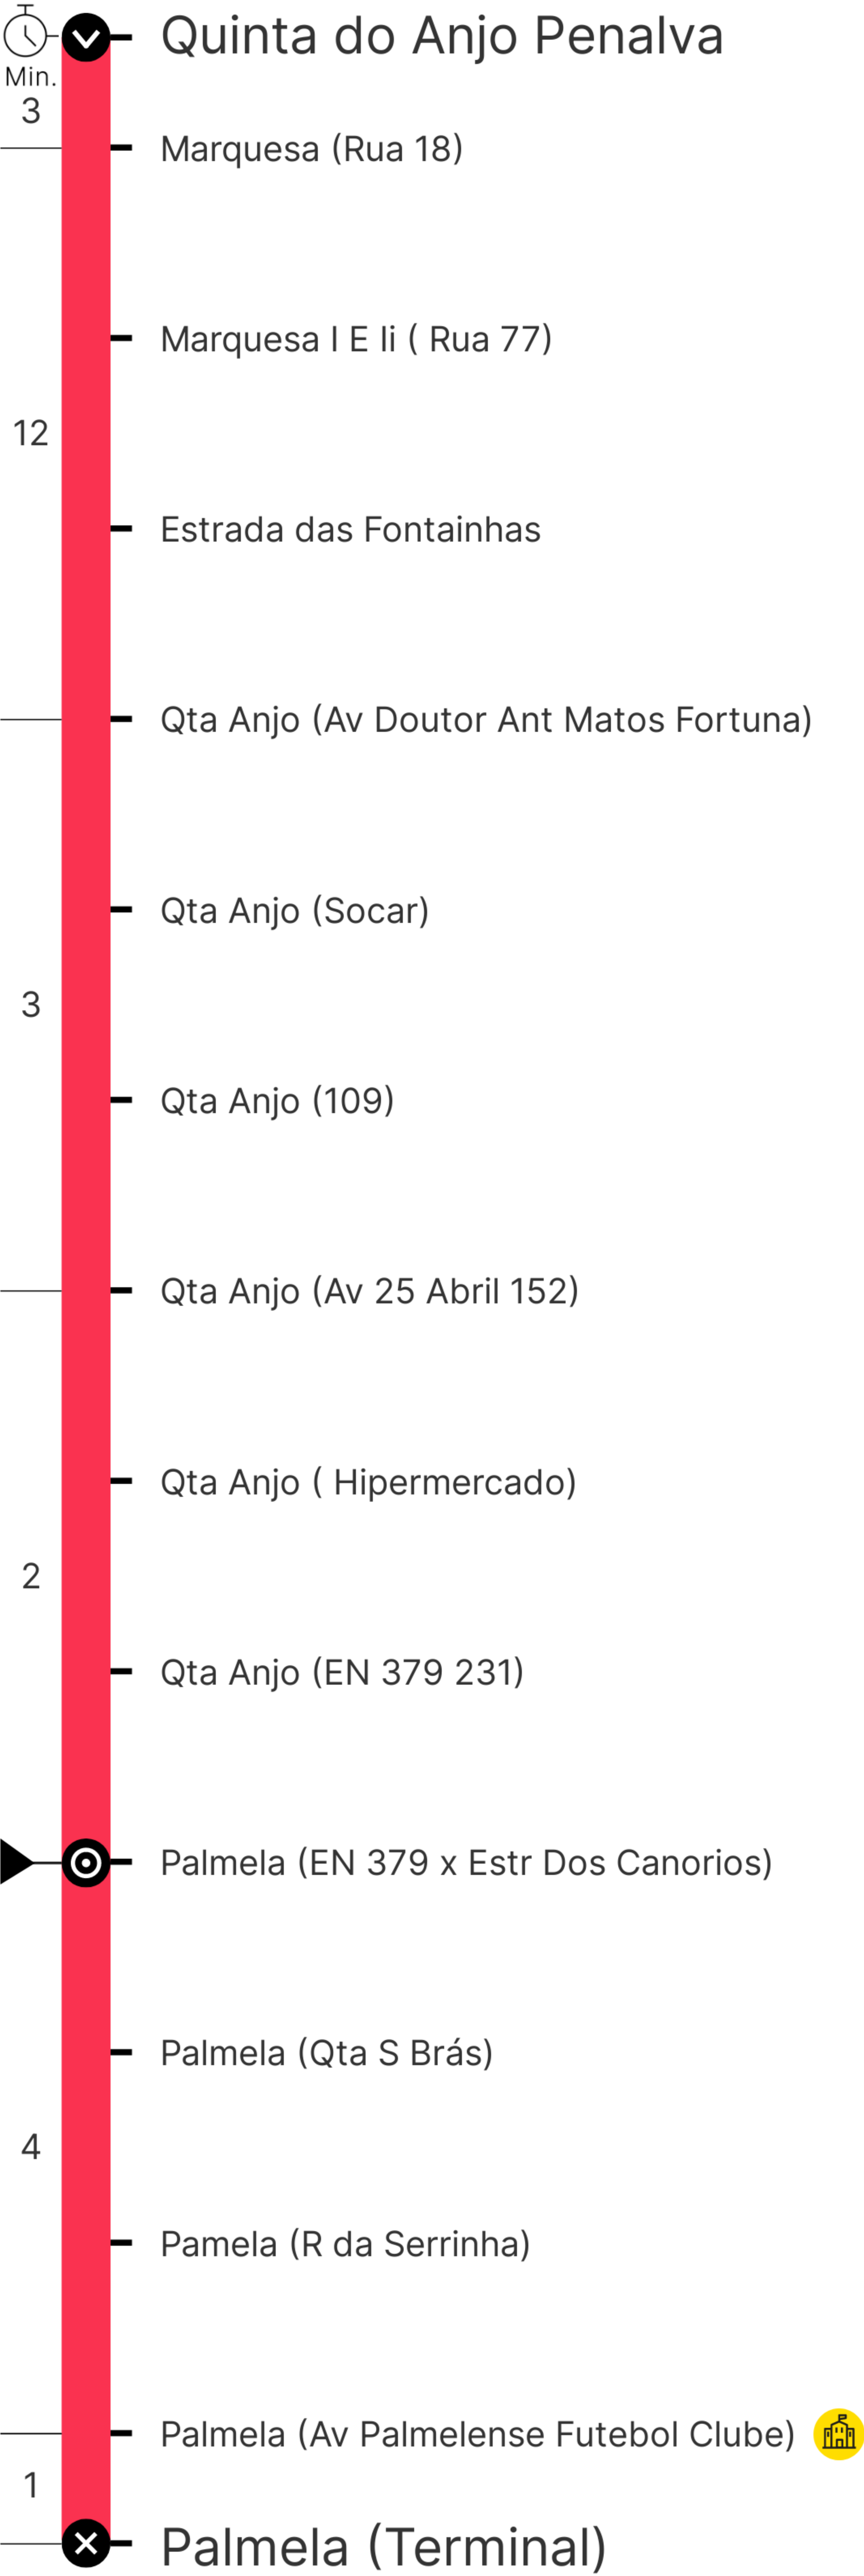 Quinta do Anjo Penalva
Min.
3
Marquesa (Rua 18)
Marquesa I E Ii ( Rua 77)
12
Estrada das Fontainhas
Qta Anjo (Av Doutor Ant Matos Fortuna)
Qta Anjo (Socar)
3
Qta Anjo (109)
Qta Anjo (Av 25 Abril 152)
Qta Anjo ( Hipermercado)
2
Qta Anjo (EN 379 231)
Palmela (EN 379 x Estr Dos Canorios)
Palmela (Qta S Brás)
4
Pamela (R da Serrinha)
Palmela (Av Palmelense Futebol Clube)
1
Palmela (Terminal)